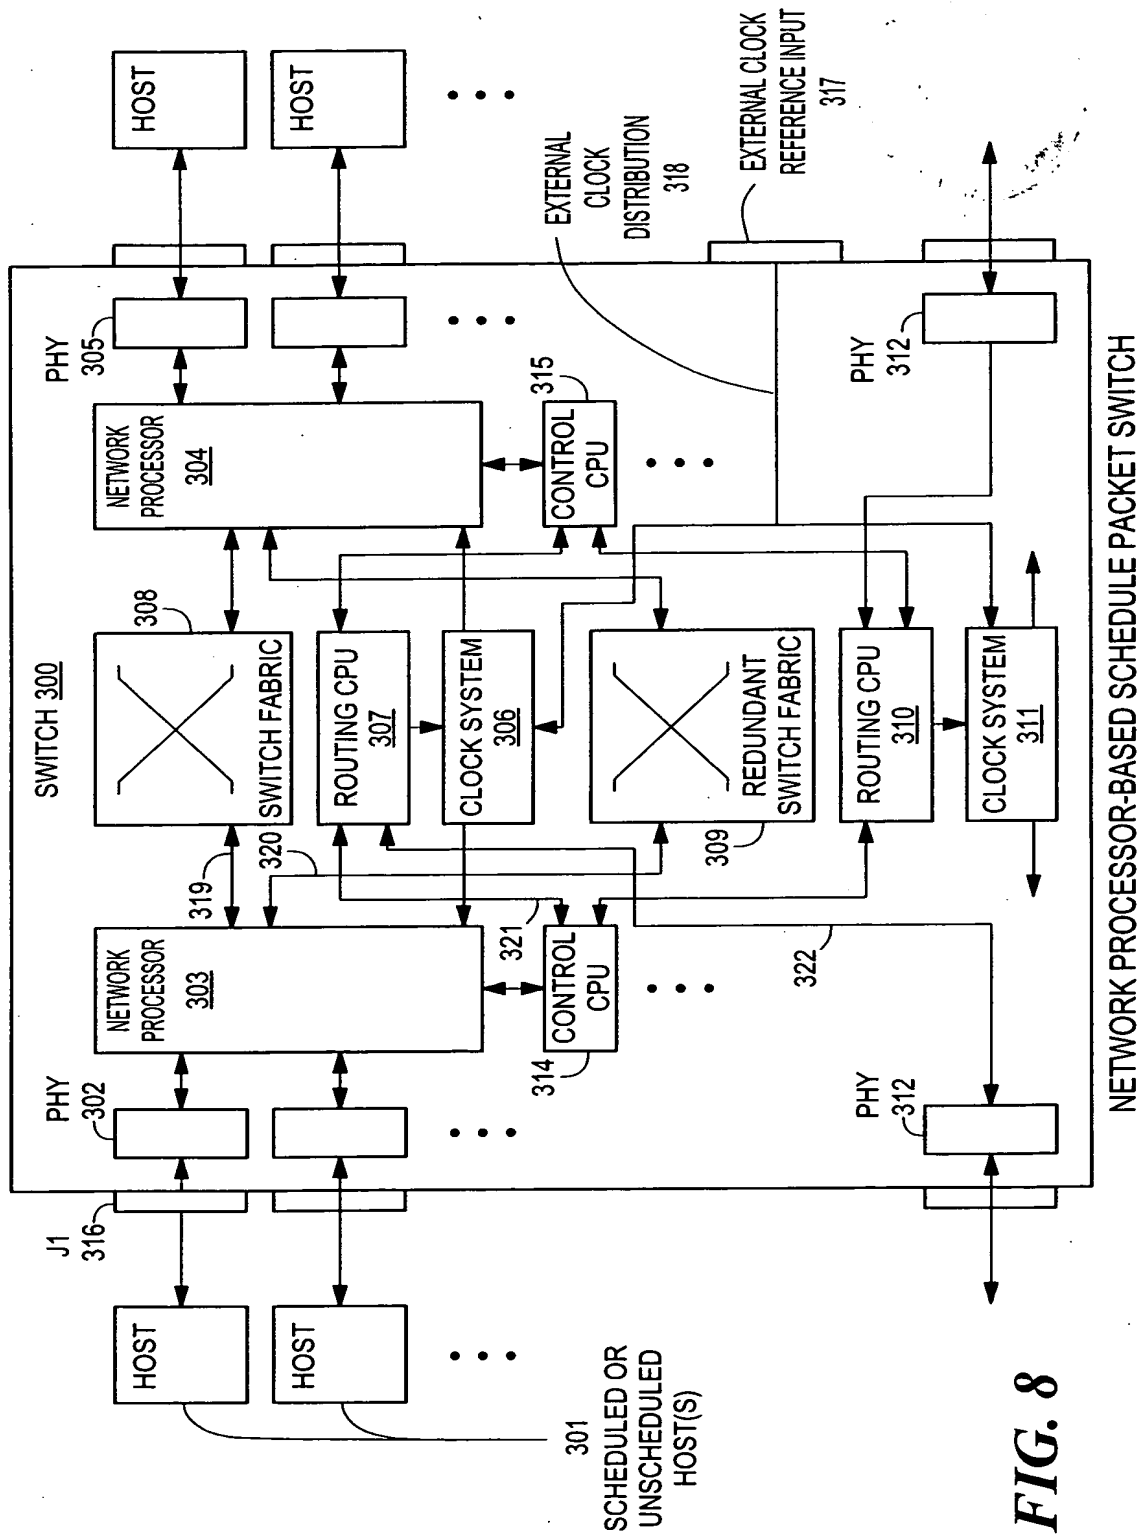 SWITCH 300
HOST
HOST
J1
316
PHY
302
NETWORK
PROCESSOR
303
319
320
308
SWITCH FABRIC
NETWORK
PROCESSOR
304
PHY
305
HOST
HOST
ROUTING CPU
307
CLOCK SYSTEM
306
321
CONTROL
CPU
314
CONTROL
CPU
315
301
SCHEDULED OR
UNSCHEDULED
HOST(S)
309
REDUNDANT
SWITCH FABRIC
EXTERNAL
CLOCK
DISTRIBUTION
318
EXTERNAL CLOCK
REFERENCE INPUT
317
322
ROUTING CPU
310
CLOCK SYSTEM
311
PHY
312
PHY
312
NETWORK PROCESSOR-BASED SCHEDULE PACKET SWITCH
FIG. 8